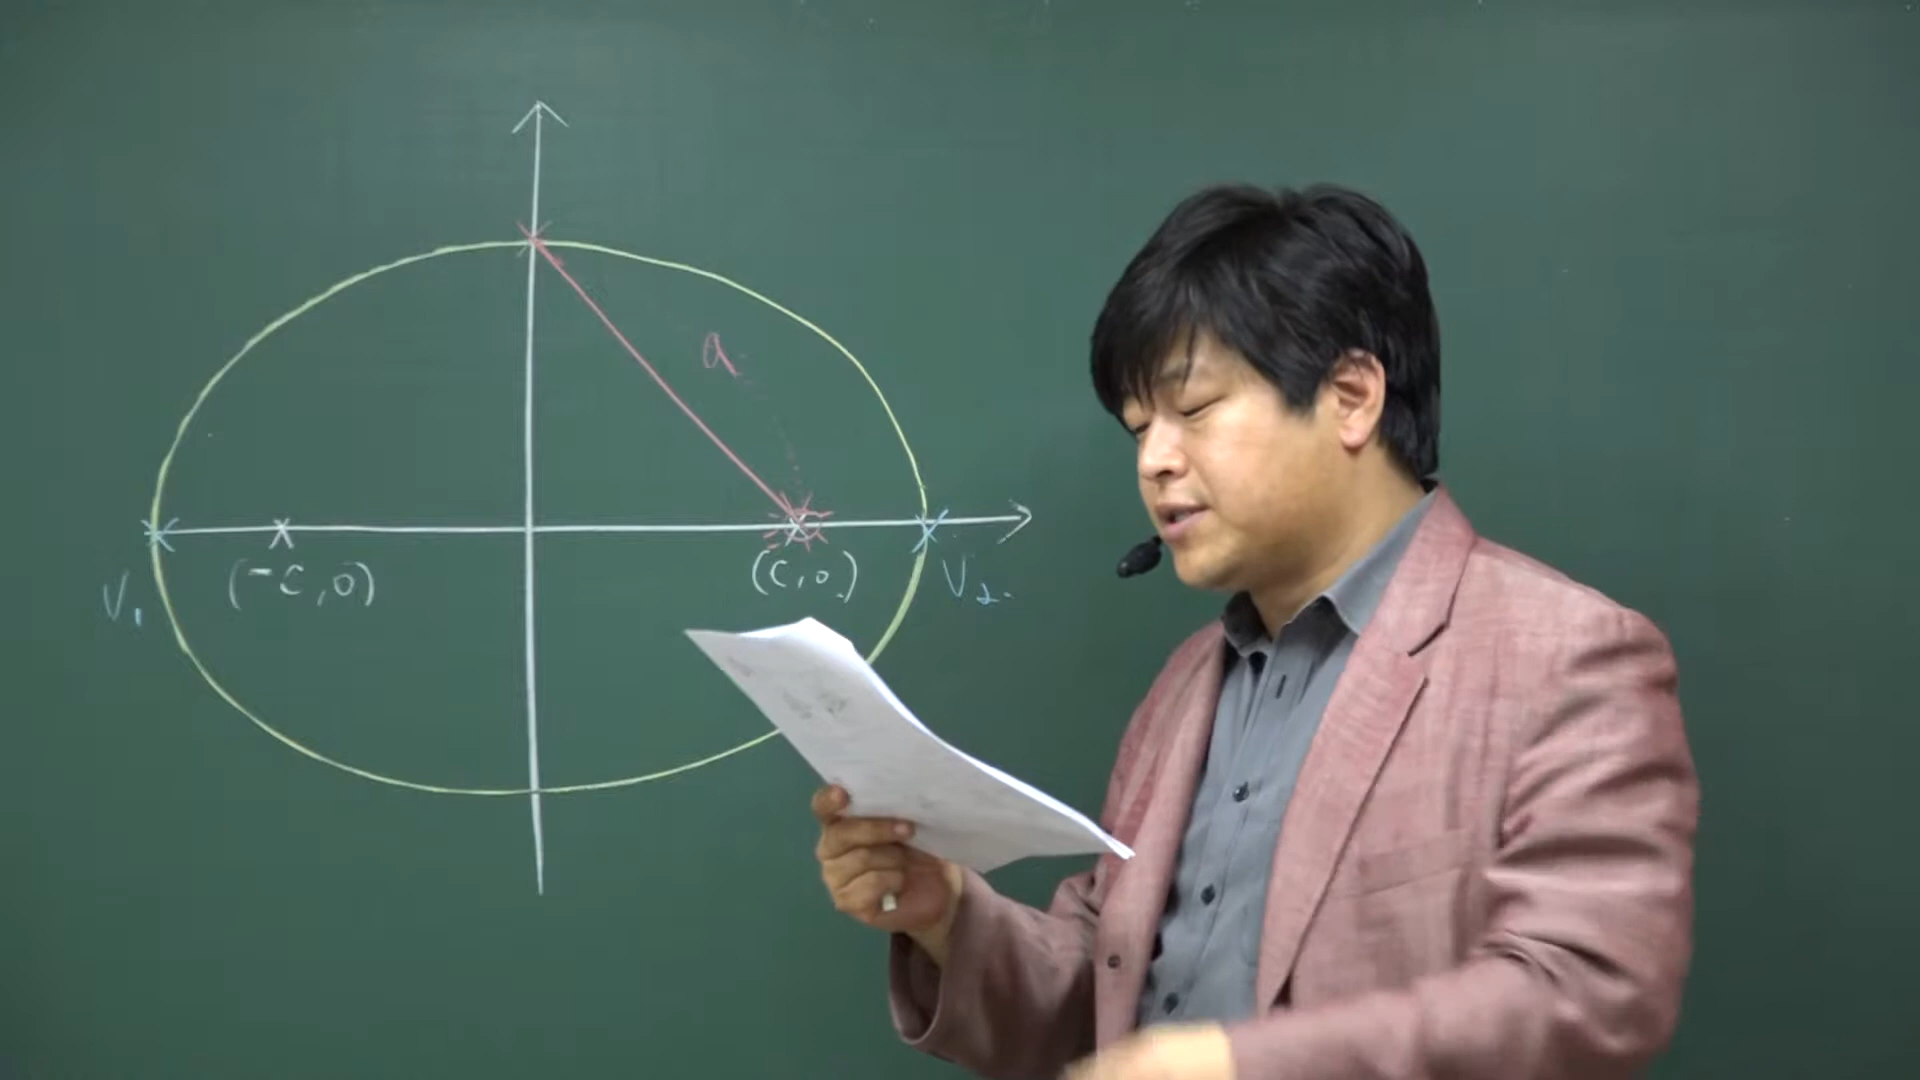 a
(-c,0)
(c,0)
V₁
V₂.